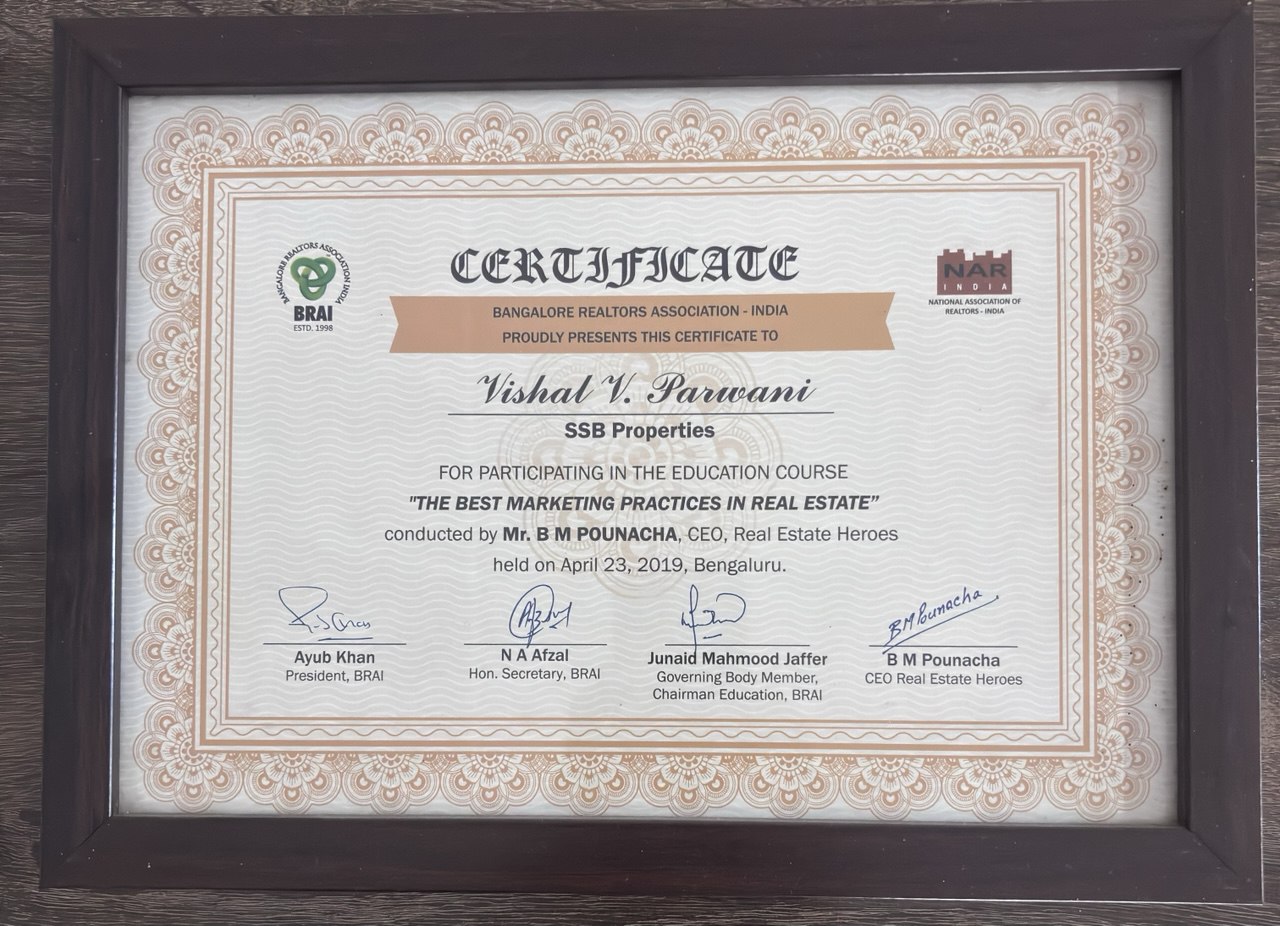 BANGALORE REALTORS ASSOCIATION INDIA
BRAI
ESTD. 1998
CERTIFICATE
NAR
INDIA
NATIONAL ASSOCIATION OF
REALTORS - INDIA
BANGALORE REALTORS ASSOCIATION - INDIA
PROUDLY PRESENTS THIS CERTIFICATE TO
Vishal V. Parwani
SSB Properties
FOR PARTICIPATING IN THE EDUCATION COURSE
"THE BEST MARKETING PRACTICES IN REAL ESTATE”
conducted by Mr. B M POUNACHA, CEO, Real Estate Heroes
held on April 23, 2019, Bengaluru.
BM Pounacha
Ayub Khan
President, BRAI
N A Afzal
Hon. Secretary, BRAI
Junaid Mahmood Jaffer
Governing Body Member,
Chairman Education, BRAI
B M Pounacha
CEO Real Estate Heroes